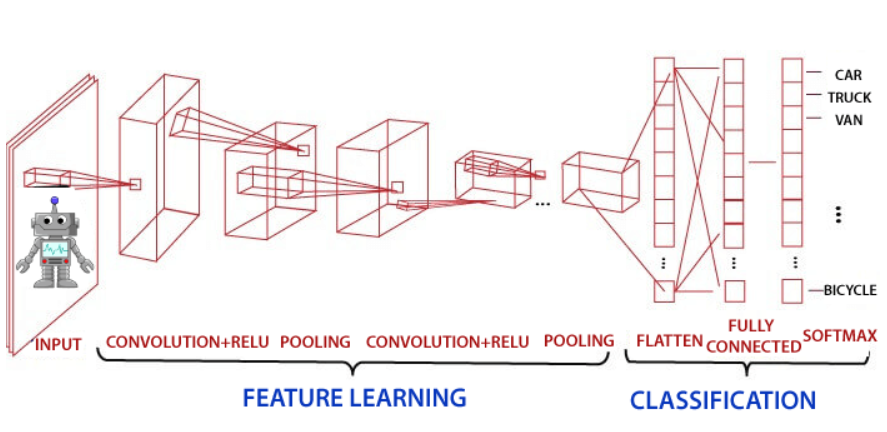 CAR
TRUCK
VAN
...
...
BICYCLE
INPUT
CONVOLUTION+RELU
POOLING
CONVOLUTION+RELU
POOLING
FLATTEN
FULLY
CONNECTED
SOFTMAX
FEATURE LEARNING
CLASSIFICATION